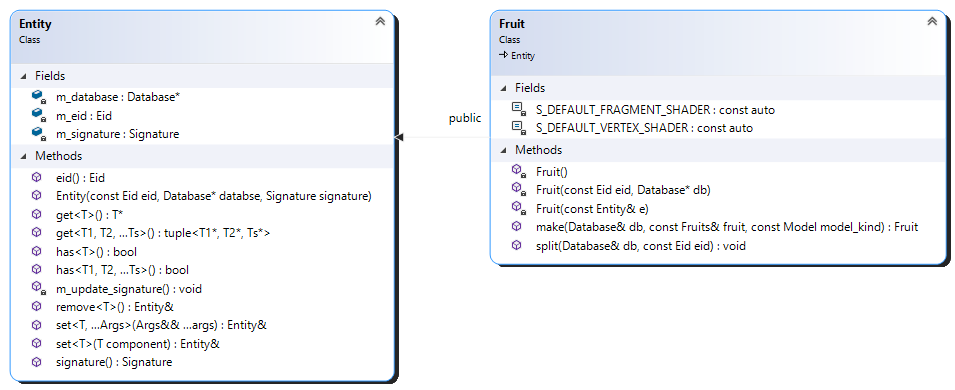 Entity
Class
Fields
m_database : Database*
m_eid : Eid
m_signature : Signature
Methods
eid() : Eid
Entity(const Eid eid, Database* databse, Signature signature)
get<T>() : T*
get<T1, T2, ...Ts>() : tuple<T1*, T2*, Ts*>
has<T>() : bool
has<T1, T2, ...Ts>() : bool
m_update_signature() : void
remove<T>() : Entity&
set<T, ...Args>(Args&& ...args) : Entity&
set<T>(T component) : Entity&
signature() : Signature
public
Fruit
Class
Entity
Fields
S_DEFAULT_FRAGMENT_SHADER : const auto
S_DEFAULT_VERTEX_SHADER : const auto
Methods
Fruit()
Fruit(const Eid eid, Database* db)
Fruit(const Entity& e)
make(Database& db, const Fruits& fruit, const Model model_kind) : Fruit
split(Database& db, const Eid eid) : void